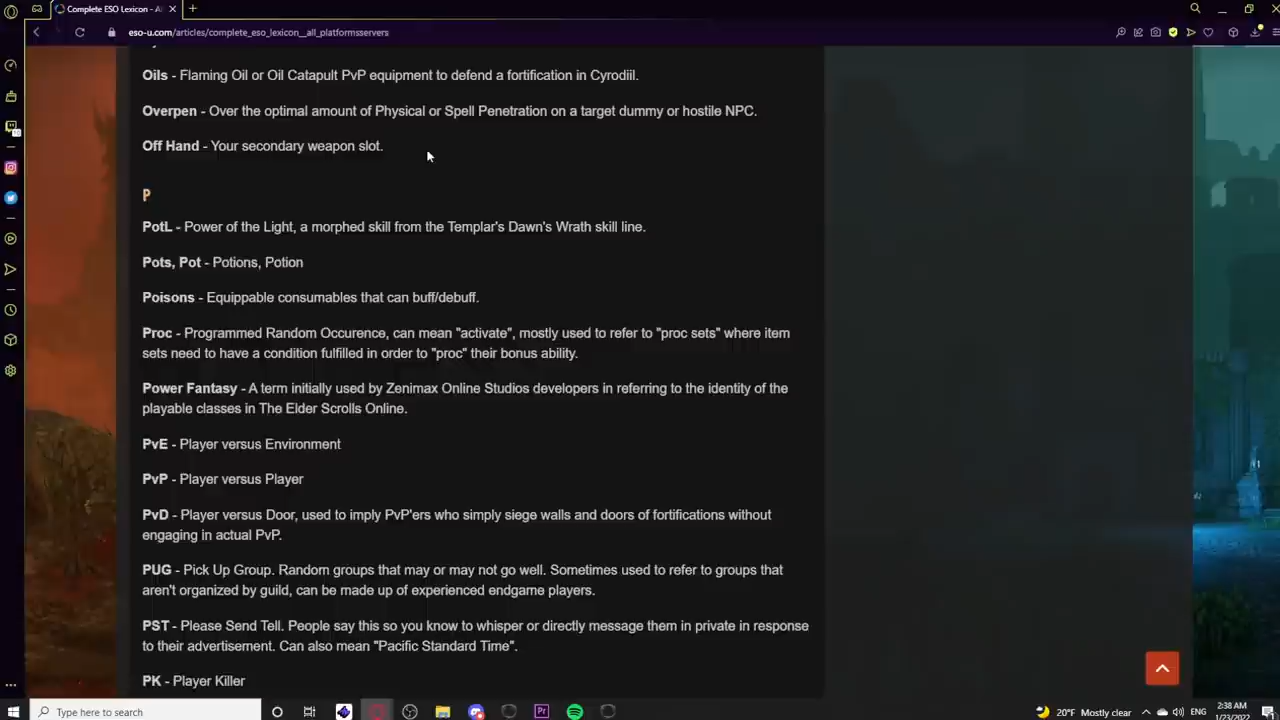 Complete ESO Lexicon - Al
eso-u.com/articles/complete_eso_lexicon__all_platformsservers
Oils - Flaming Oil or Oil Catapult PvP equipment to defend a fortification in Cyrodiil.
Overpen - Over the optimal amount of Physical or Spell Penetration on a target dummy or hostile NPC.
Off Hand - Your secondary weapon slot.
P
PotL - Power of the Light, a morphed skill from the Templar's Dawn's Wrath skill line.
Pots, Pot - Potions, Potion
Poisons - Equippable consumables that can buff/debuff.
Proc - Programmed Random Occurence, can mean "activate", mostly used to refer to "proc sets" where item
sets need to have a condition fulfilled in order to "proc" their bonus ability.
Power Fantasy - A term initially used by Zenimax Online Studios developers in referring to the identity of the
playable classes in The Elder Scrolls Online.
PvE - Player versus Environment
PvP - Player versus Player
PvD - Player versus Door, used to imply PvP'ers who simply siege walls and doors of fortifications without
engaging in actual PvP.
PUG - Pick Up Group. Random groups that may or may not go well. Sometimes used to refer to groups that
aren't organized by guild, can be made up of experienced endgame players.
PST - Please Send Tell. People say this so you know to whisper or directly message them in private in response
to their advertisement. Can also mean "Pacific Standard Time".
PK - Player Killer
Type here to search
20°F Mostly clear
ENG
2:38 AM
1/23/2022